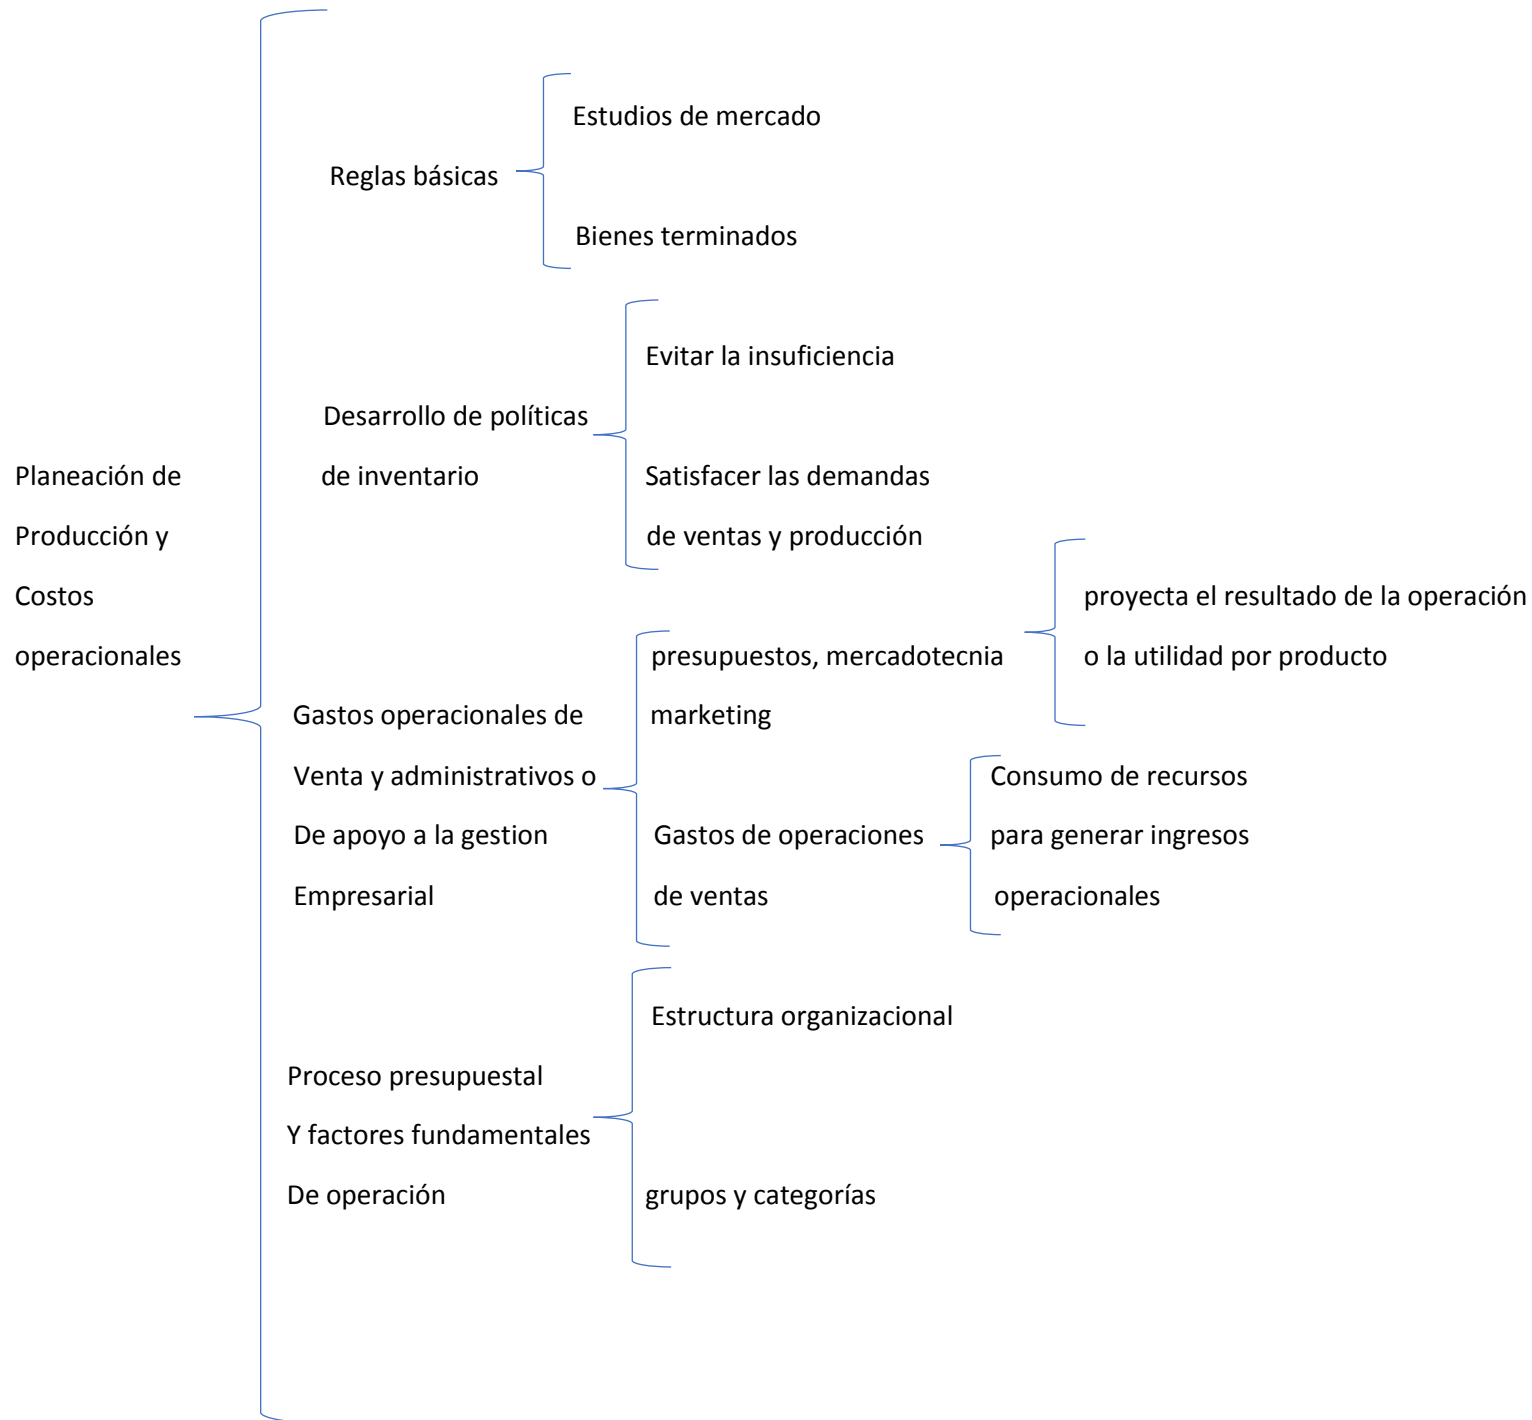 Planeación de
Producción y
Costos
operacionales
Reglas básicas
Estudios de mercado
Bienes terminados
Desarrollo de políticas
de inventario
Evitar la insuficiencia
Satisfacer las demandas
de ventas y producción
Gastos operacionales de
Venta y administrativos o
De apoyo a la gestion
Empresarial
presupuestos, mercadotecnia
marketing
proyecta el resultado de la operación
o la utilidad por producto
Gastos de operaciones
de ventas
Consumo de recursos
para generar ingresos
operacionales
Proceso presupuestal
Y factores fundamentales
De operación
Estructura organizacional
grupos y categorías